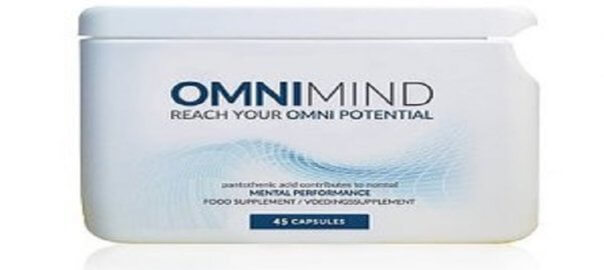 OMNIMIND
REACH YOUR OMNI POTENTIAL
pantothenic acid contributes to normal
MENTAL PERFORMANCE
FOOD SUPPLEMENT / VOEDINGSSUPPLEMENT
45 CAPSULES